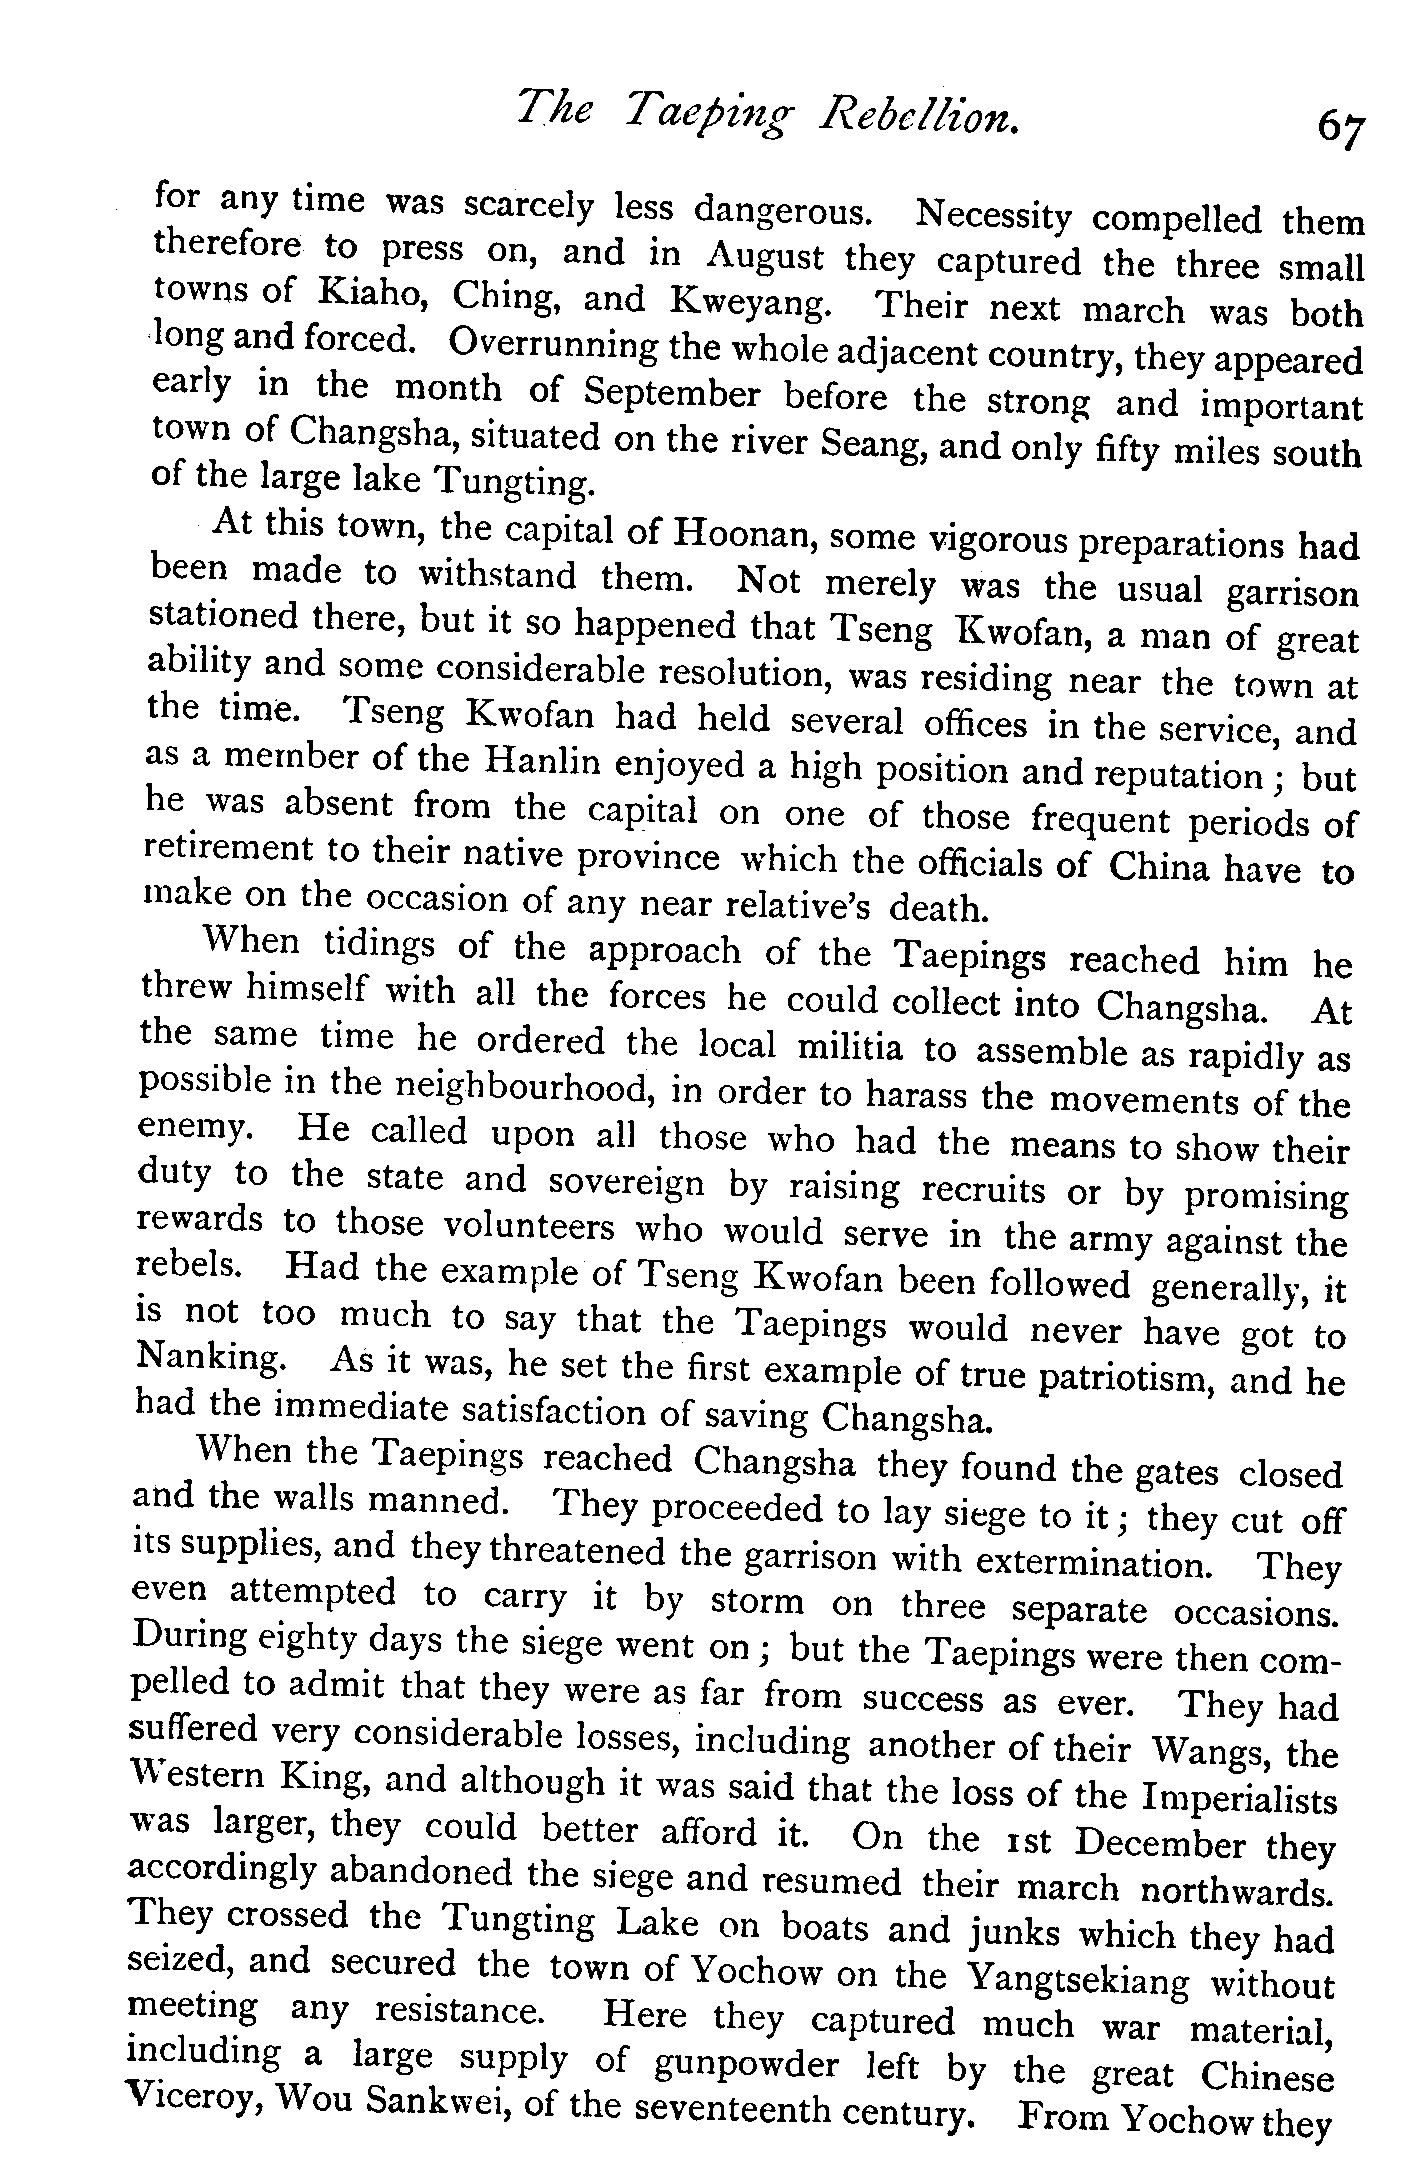 The Taeping Rebellion. 67
for any time was scarcely less dangerous. Necessity compelled them
therefore to press on, and in August they captured the three small
towns of Kiaho, Ching, and Kweyang. Their next march was both
long and forced. Overrunning the whole adjacent country, they appeared
early in the month of September before the strong and important
town of Changsha, situated on the river Seang, and only fifty miles south
of the large lake Tungting.
At this town, the capital of Hoonan, some vigorous preparations had
been made to withstand them. Not merely was the usual garrison
stationed there, but it so happened that Tseng Kwofan, a man of great
ability and some considerable resolution, was residing near the town at
the time. Tseng Kwofan had held several offices in the service, and
as a member of the Hanlin enjoyed a high position and reputation ; but
he was absent from the capital on one of those frequent periods of
retirement to their native province which the officials of China have to
make on the occasion of any near relative's death.
When tidings of the approach of the Taepings reached him he
threw himself with all the forces he could collect into Changsha. At
the same time he ordered the local militia to assemble as rapidly as
possible in the neighbourhood, in order to harass the movements of the
enemy. He called upon all those who had the means to show their
duty to the state and sovereign by raising recruits or by promising
rewards to those volunteers who would serve in the army against the
rebels. Had the example of Tseng Kwofan been followed generally, it
is not too much to say that the Taepings would never have got to
Nanking. As it was, he set the first example of true patriotism, and he
had the immediate satisfaction of saving Changsha.
When the Taepings reached Changsha they found the gates closed
and the walls manned. They proceeded to lay siege to it ; they cut off
its supplies, and they threatened the garrison with extermination. They
even attempted to carry it by storm on three separate occasions.
During eighty days the siege went on ; but the Taepings were then com-
pelled to admit that they were as far from success as ever. They had
suffered very considerable losses, including another of their Wangs, the
Western King, and although it was said that the loss of the Imperialists
was larger, they could better afford it. On the 1st December they
accordingly abandoned the siege and resumed their march northwards.
They crossed the Tungting Lake on boats and junks which they had
seized, and secured the town of Yochow on the Yangtsekiang without
meeting any resistance. Here they captured much war material,
including a large supply of gunpowder left by the great Chinese
Viceroy, Wou Sankwei, of the seventeenth century. From Yochow they